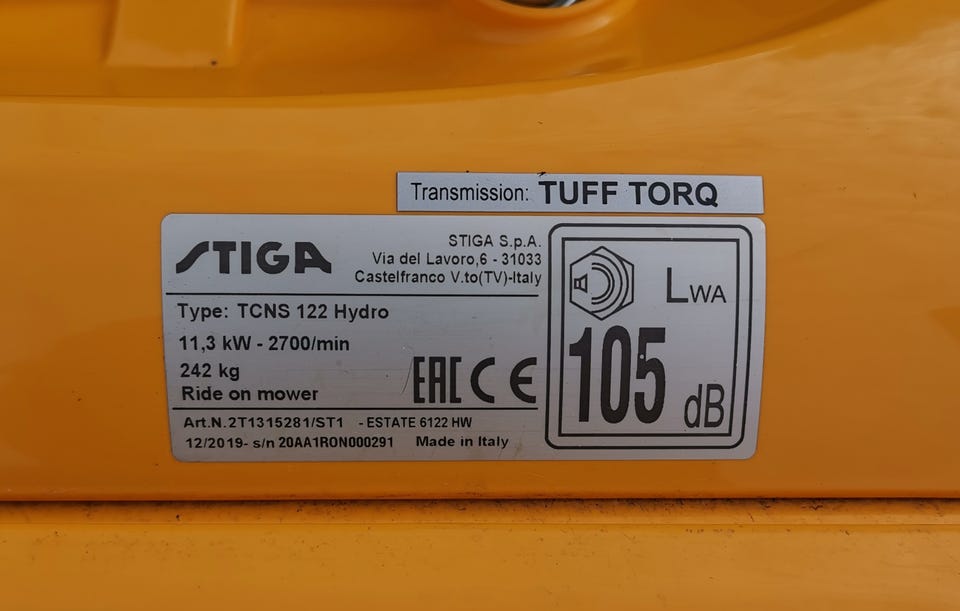 Transmission: TUFF TORQ
STIGA
STIGA S.p.A.
Via del Lavoro,6 - 31033
Castelfranco V.to(TV)-Italy
Type: TCNS 122 Hydro
11,3 kW - 2700/min
242 kg
Ride on mower
EAC CE
Art.N.2T1315281/ST1 - ESTATE 6122 HW
12/2019- s/n 20AA1RON000291 Made in Italy
LWA
105
dB